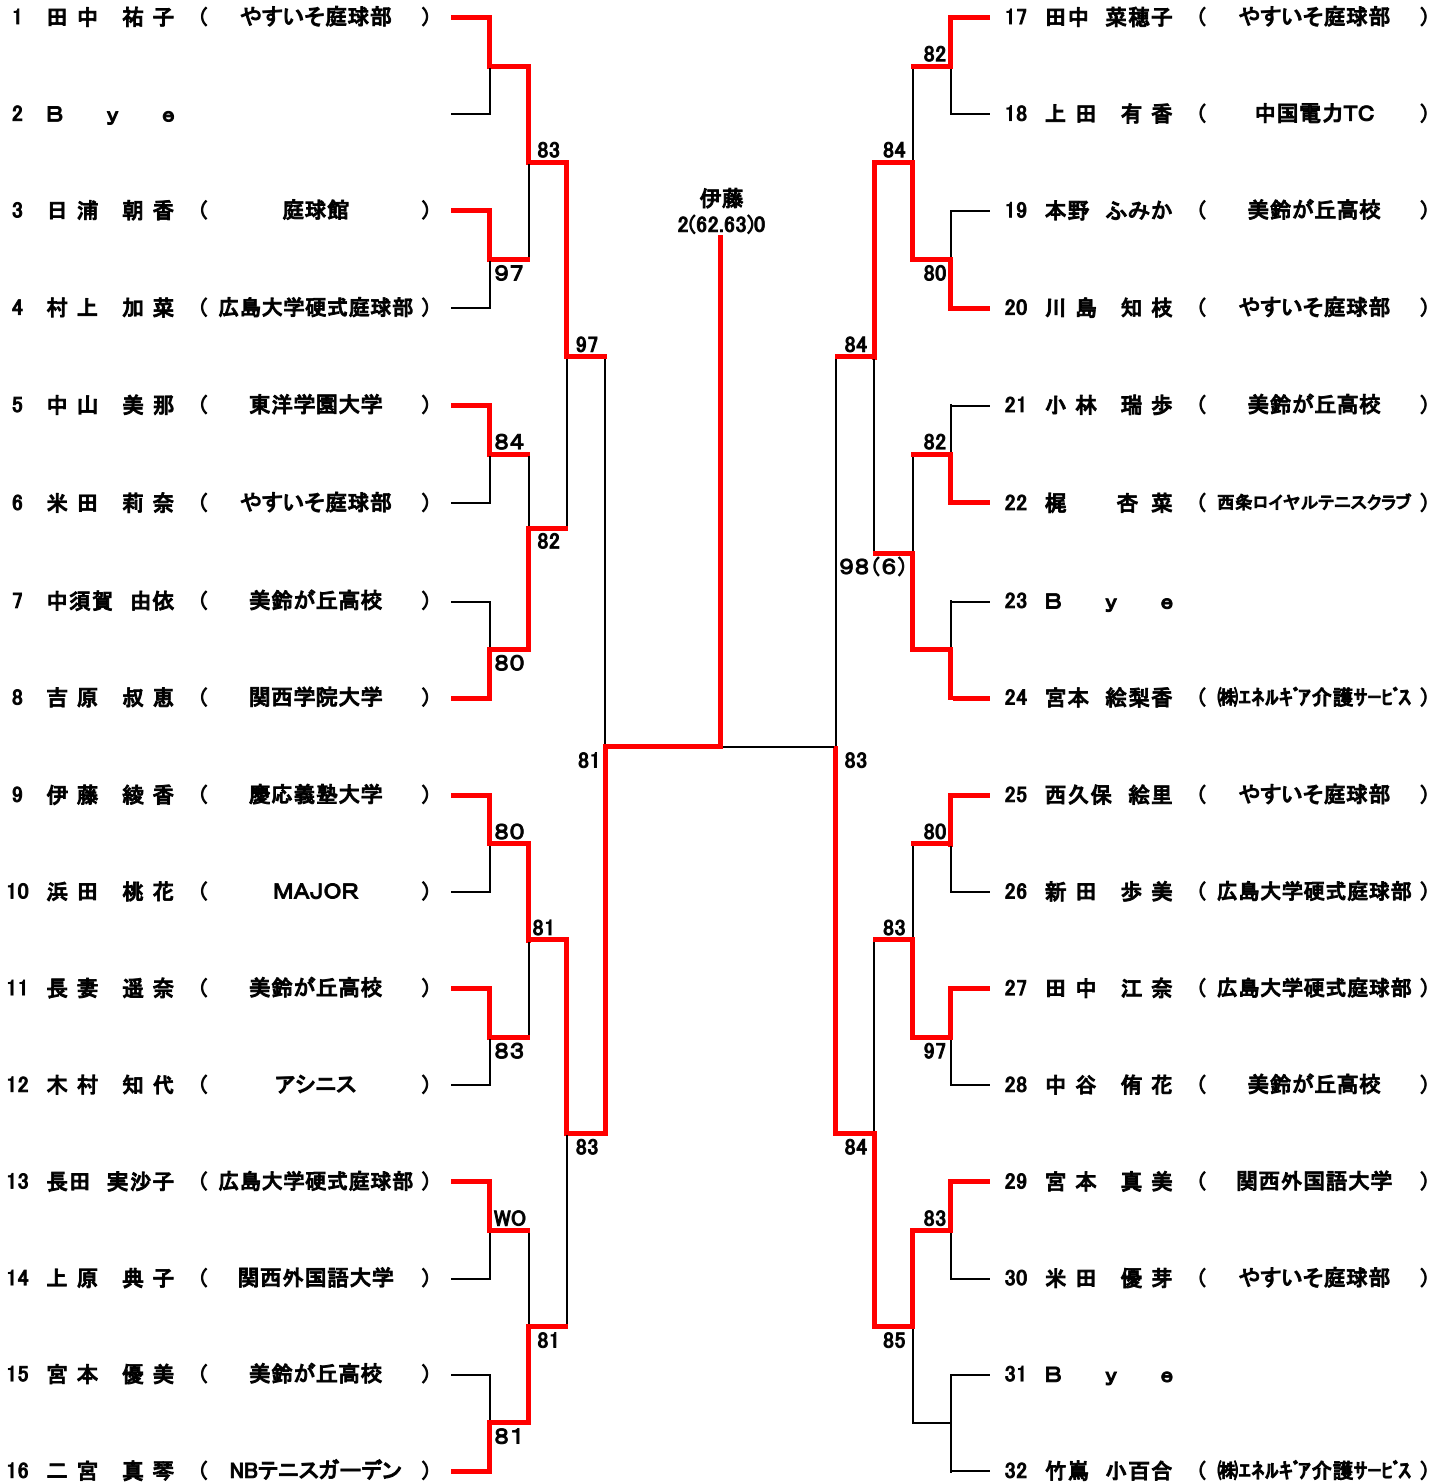 1 田中 祐子 ( やすいそ庭球部 )
2 Bye
83
3 日浦 朝香 ( 庭球館 )
97
4 村上 加菜 ( 広島大学硬式庭球部 )
97
5 中山 美那 ( 東洋学園大学 )
84
6 米田 莉奈 ( やすいそ庭球部 )
82
7 中須賀 由依 ( 美鈴が丘高校 )
80
8 吉原 叔恵 ( 関西学院大学 )
81
9 伊藤 綾香 ( 慶応義塾大学 )
80
10 浜田 桃花 ( MAJOR )
81
11 長妻 遥奈 ( 美鈴が丘高校 )
83
12 木村 知代 ( アシニス )
83
13 長田 実沙子 ( 広島大学硬式庭球部 )
WO
14 上原 典子 ( 関西外国語大学 )
81
15 宮本 優美 ( 美鈴が丘高校 )
81
16 二宮 真琴 ( NBテニスガーデン )
伊藤
2(62.63)0
17 田中 菜穂子 ( やすいそ庭球部 )
82
18 上田 有香 ( 中国電力TC )
84
19 本野 ふみか ( 美鈴が丘高校 )
80
20 川島 知枝 ( やすいそ庭球部 )
84
21 小林 瑞歩 ( 美鈴が丘高校 )
82
22 梶 杏菜 ( 西条ロイヤルテニスクラブ )
98(6)
23 Bye
24 宮本 絵梨香 ( ㈱エネルギア介護サービス )
83
25 西久保 絵里 ( やすいそ庭球部 )
80
26 新田 歩美 ( 広島大学硬式庭球部 )
83
27 田中 江奈 ( 広島大学硬式庭球部 )
97
28 中谷 侑花 ( 美鈴が丘高校 )
84
29 宮本 真美 ( 関西外国語大学 )
83
30 米田 優芽 ( やすいそ庭球部 )
85
31 Bye
32 竹嶌 小百合 ( ㈱エネルギア介護サービス )